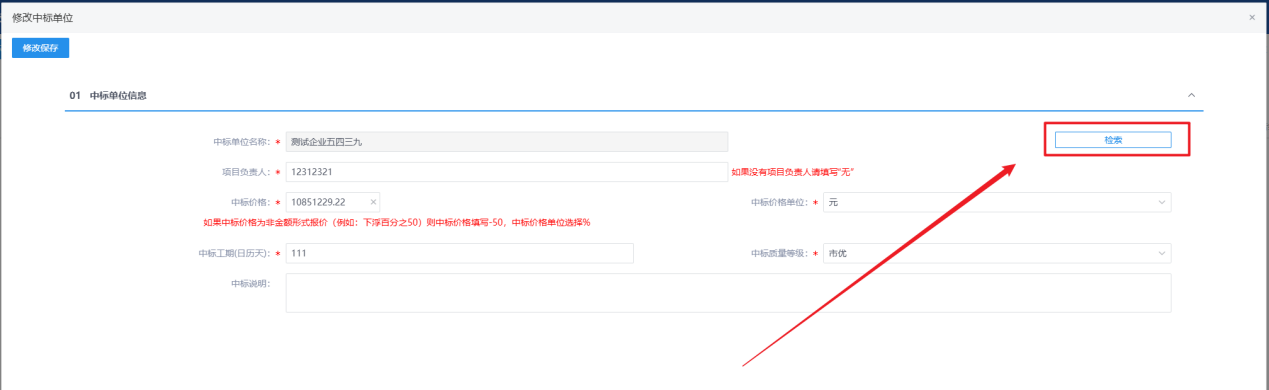 修改中标单位 ×
修改保存
01 中标单位信息
中标单位名称: * 测试企业五四三九 检索
项目负责人: * 12312321 如果没有项目负责人请填写"无"
中标价格: * 10851229.22 × 中标价格单位: * 元
如果中标价格为非金额形式报价（例如：下浮百分之50）则中标价格填写-50，中标价格单位选择%
中标工期(日历天): * 111 中标质量等级: * 市优
中标说明: